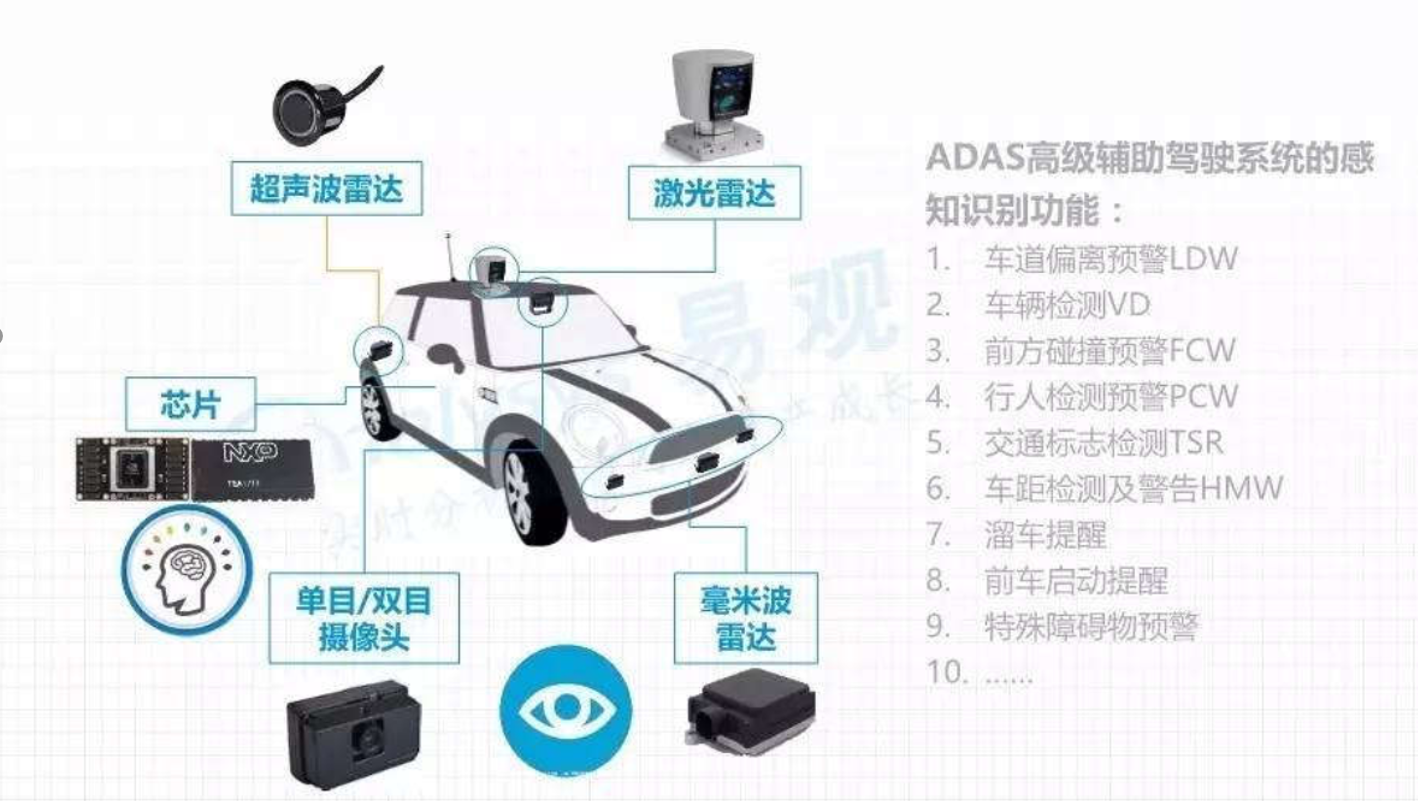 超声波雷达
激光雷达
芯片
NXP
单目/双目
摄像头
毫米波
雷达
易观
ADAS高级辅助驾驶系统的感
知识别功能：
1. 车道偏离预警LDW
2. 车辆检测VD
3. 前方碰撞预警FCW
4. 行人检测预警PCW
5. 交通标志检测TSR
6. 车距检测及警告HMW
7. 溜车提醒
8. 前车启动提醒
9. 特殊障碍物预警
10. ......